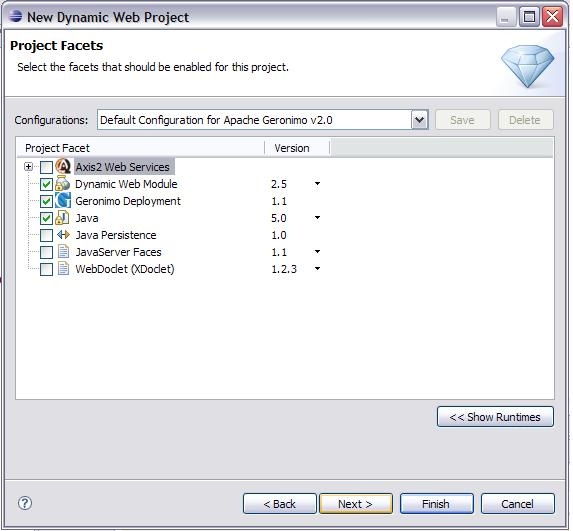 New Dynamic Web Project
Project Facets
Select the facets that should be enabled for this project.
Configurations: Default Configuration for Apache Geronimo v2.0 Save Delete
Project Facet Version
Axis2 Web Services
Dynamic Web Module 2.5
Geronimo Deployment 1.1
Java 5.0
Java Persistence 1.0
JavaServer Faces 1.1
WebDoclet (XDoclet) 1.2.3
<< Show Runtimes
? < Back Next > Finish Cancel